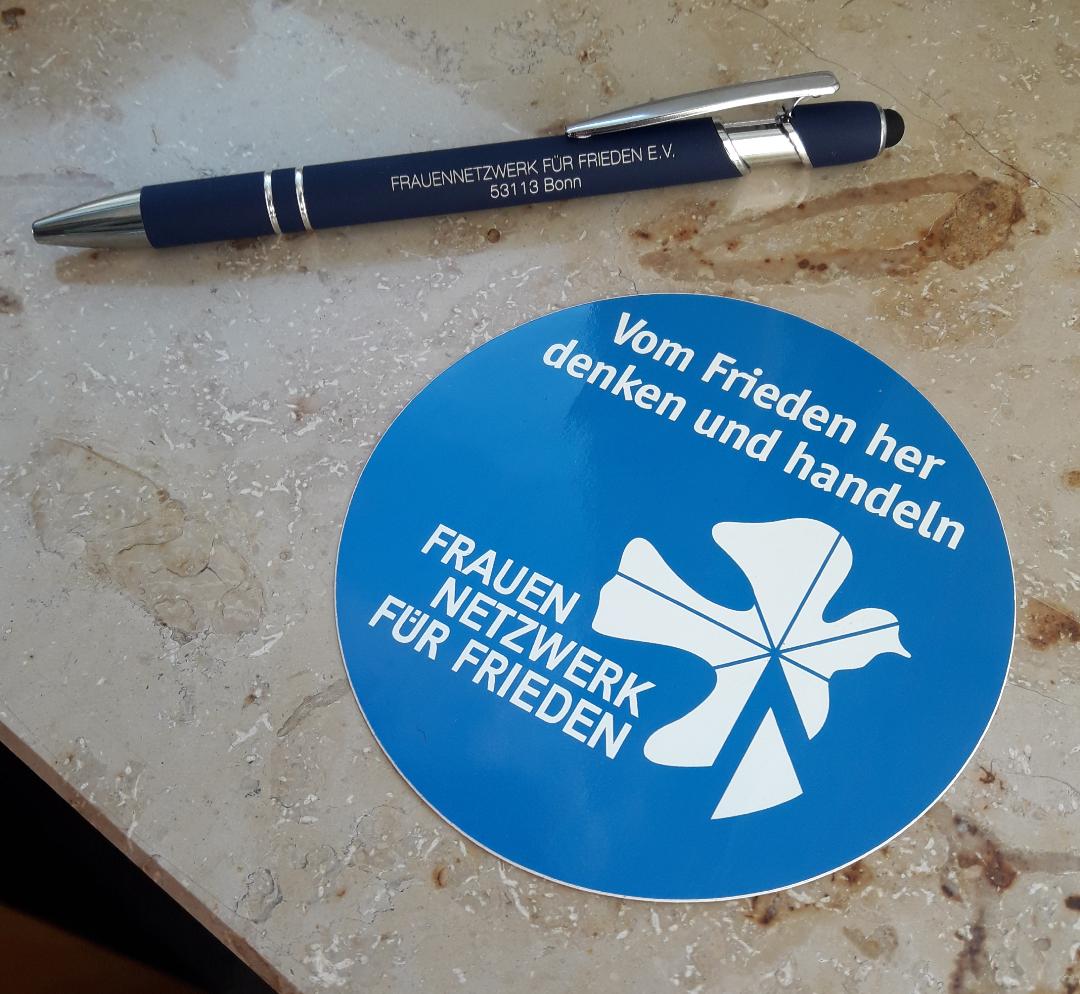 FRAUENNETZWERK FÜR FRIEDEN E.V.
53113 Bonn
Vom Frieden her
denken und handeln
FRAUEN
NETZWERK
FÜR FRIEDEN